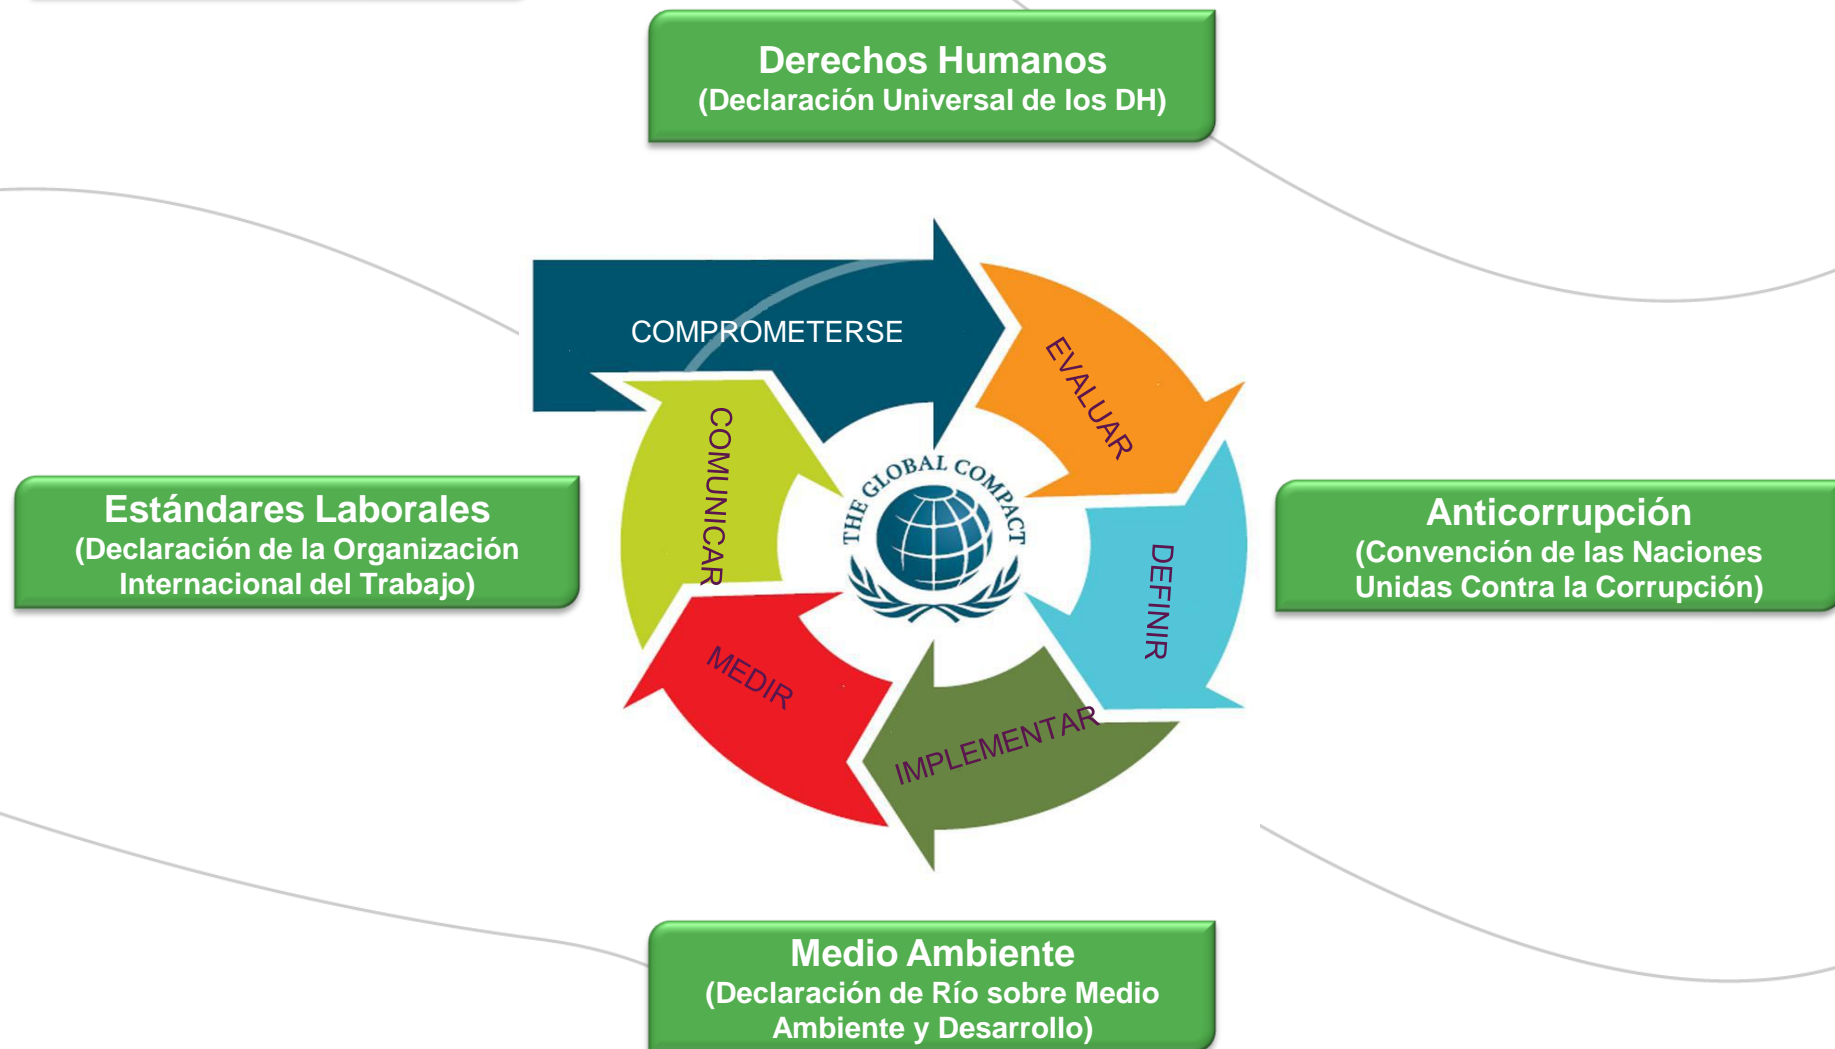 Derechos Humanos
(Declaración Universal de los DH)
COMPROMETERSE
EVALUAR
COMUNICAR
THE GLOBAL COMPACT
Estándares Laborales
(Declaración de la Organización
Internacional del Trabajo)
Anticorrupción
(Convención de las Naciones
Unidas Contra la Corrupción)
DEFINIR
MEDIR
IMPLEMENTAR
Medio Ambiente
(Declaración de Río sobre Medio
Ambiente y Desarrollo)